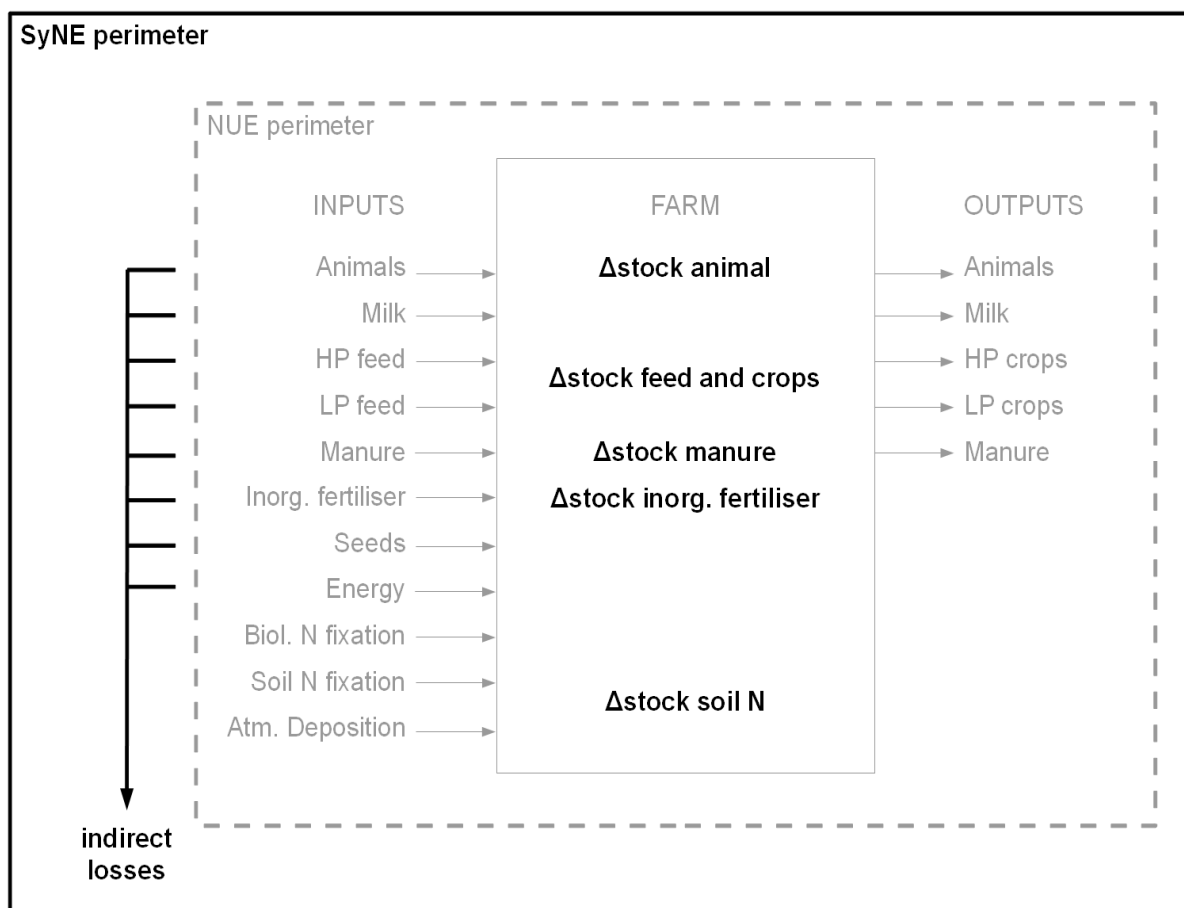 SyNE perimeter
NUE perimeter
INPUTS FARM OUTPUTS
Animals Δstock animal Animals
Milk Milk
HP feed HP crops
Δstock feed and crops
LP feed LP crops
Manure Δstock manure Manure
Inorg. fertiliser Δstock inorg. fertiliser
Seeds
Energy
Biol. N fixation
Soil N fixation
Δstock soil N
Atm. Deposition
indirect
losses